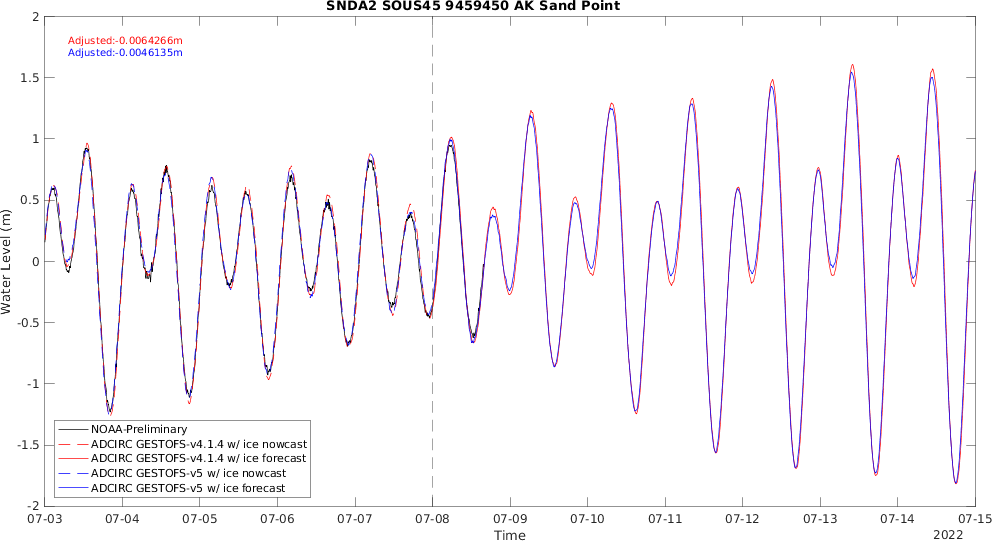 SNDA2 SOUS45 9459450 AK Sand Point
Adjusted:-0.0064266m
Adjusted:-0.0046135m
2
1.5
1
0.5
0
-0.5
-1
-1.5
-2
Water Level (m)
NOAA-Preliminary
ADCIRC GESTOFS-v4.1.4 w/ ice nowcast
ADCIRC GESTOFS-v4.1.4 w/ ice forecast
ADCIRC GESTOFS-v5 w/ ice nowcast
ADCIRC GESTOFS-v5 w/ ice forecast
07-03 07-04 07-05 07-06 07-07 07-08 07-09 07-10 07-11 07-12 07-13 07-14 07-15
Time
2022